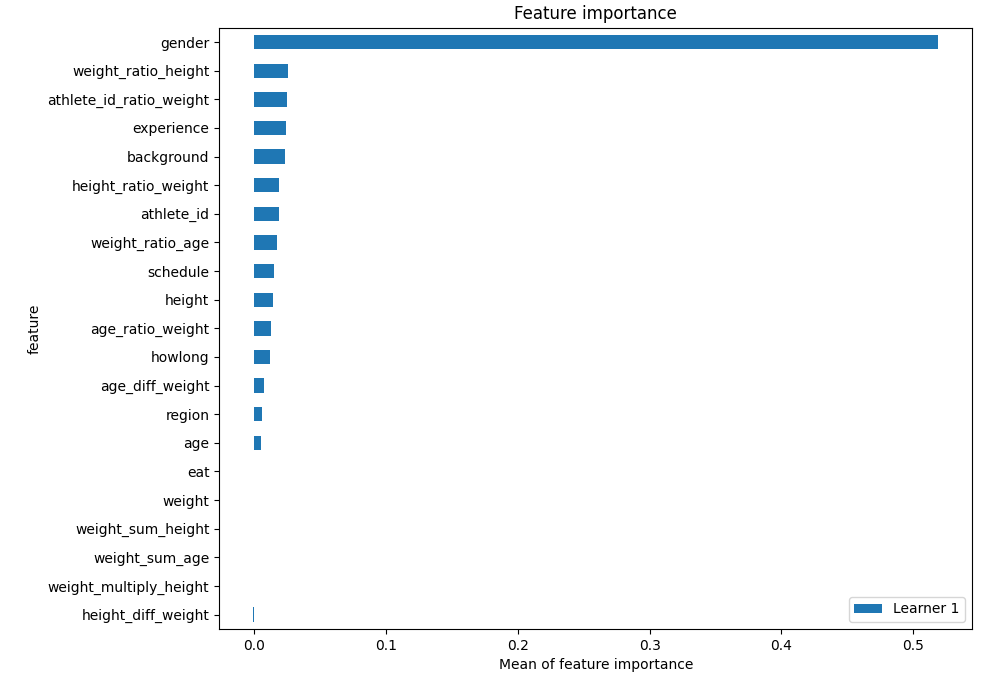 Feature importance
gender
weight_ratio_height
athlete_id_ratio_weight
experience
background
height_ratio_weight
athlete_id
weight_ratio_age
schedule
height
age_ratio_weight
howlong
age_diff_weight
region
age
eat
weight
weight_sum_height
weight_sum_age
weight_multiply_height
height_diff_weight
feature
Learner 1
0.0 0.1 0.2 0.3 0.4 0.5
Mean of feature importance